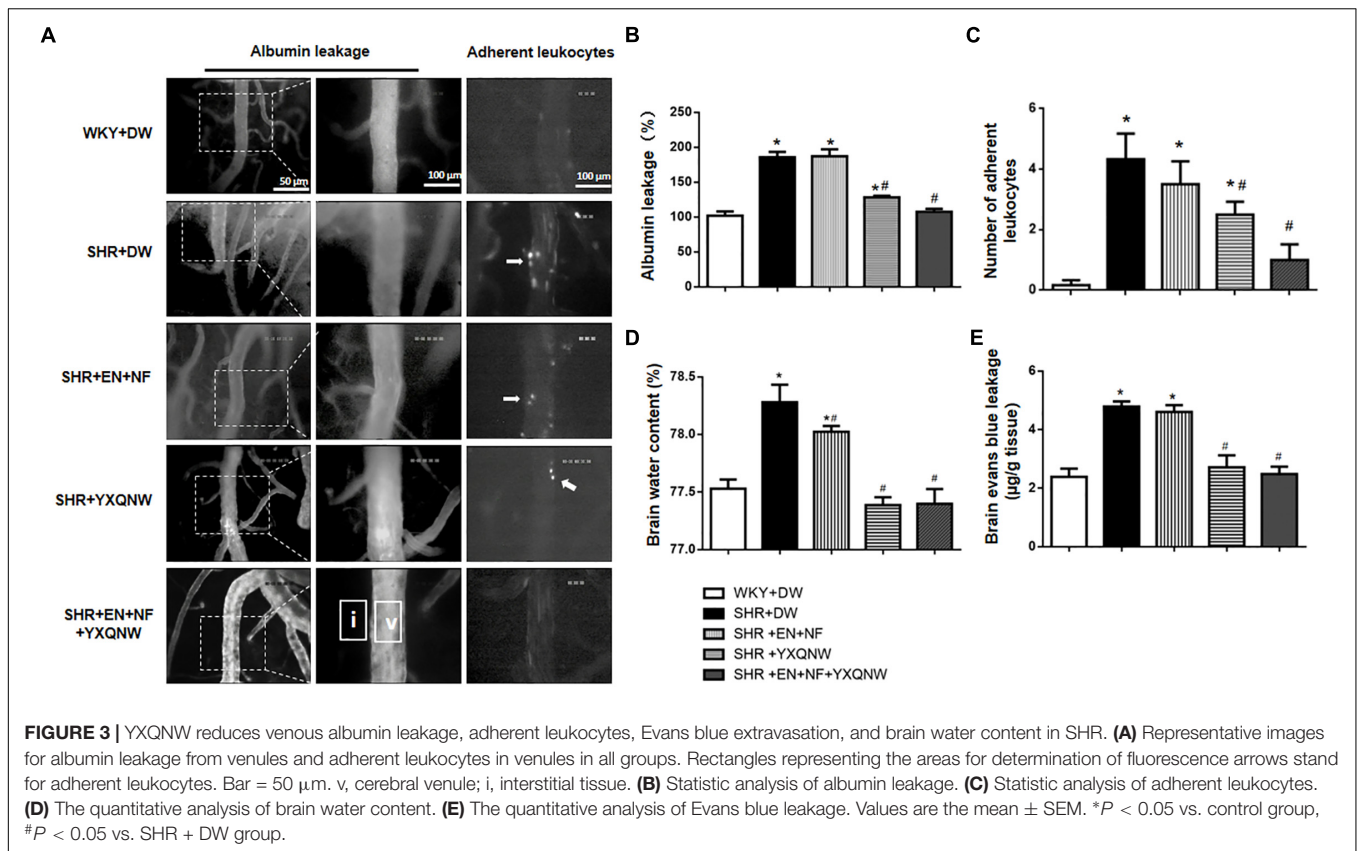 A
Albumin leakage
Adherent leukocytes
WKY+DW
50 μm
100 μm
100 μm
SHR+DW
SHR+EN+NF
SHR+YXQNW
SHR+EN+NF
+YXQNW
i
v
B
Albumin leakage (%)
250
200
150
100
50
0
*
*
*#
#
C
Number of adherent
leukocytes
6
4
2
0
*
*
*#
#
D
Brain water content (%)
78.5
78.0
77.5
77.0
*
*#
#
#
E
Brain evans blue leakage
(μg/g tissue)
6
4
2
0
*
*
#
#
WKY+DW
SHR+DW
SHR +EN+NF
SHR +YXQNW
SHR +EN+NF+YXQNW
FIGURE 3 | YXQNW reduces venous albumin leakage, adherent leukocytes, Evans blue extravasation, and brain water content in SHR. (A) Representative images
for albumin leakage from venules and adherent leukocytes in venules in all groups. Rectangles representing the areas for determination of fluorescence arrows stand
for adherent leukocytes. Bar = 50 μm. v, cerebral venule; i, interstitial tissue. (B) Statistic analysis of albumin leakage. (C) Statistic analysis of adherent leukocytes.
(D) The quantitative analysis of brain water content. (E) The quantitative analysis of Evans blue leakage. Values are the mean ± SEM. *P < 0.05 vs. control group,
#P < 0.05 vs. SHR + DW group.